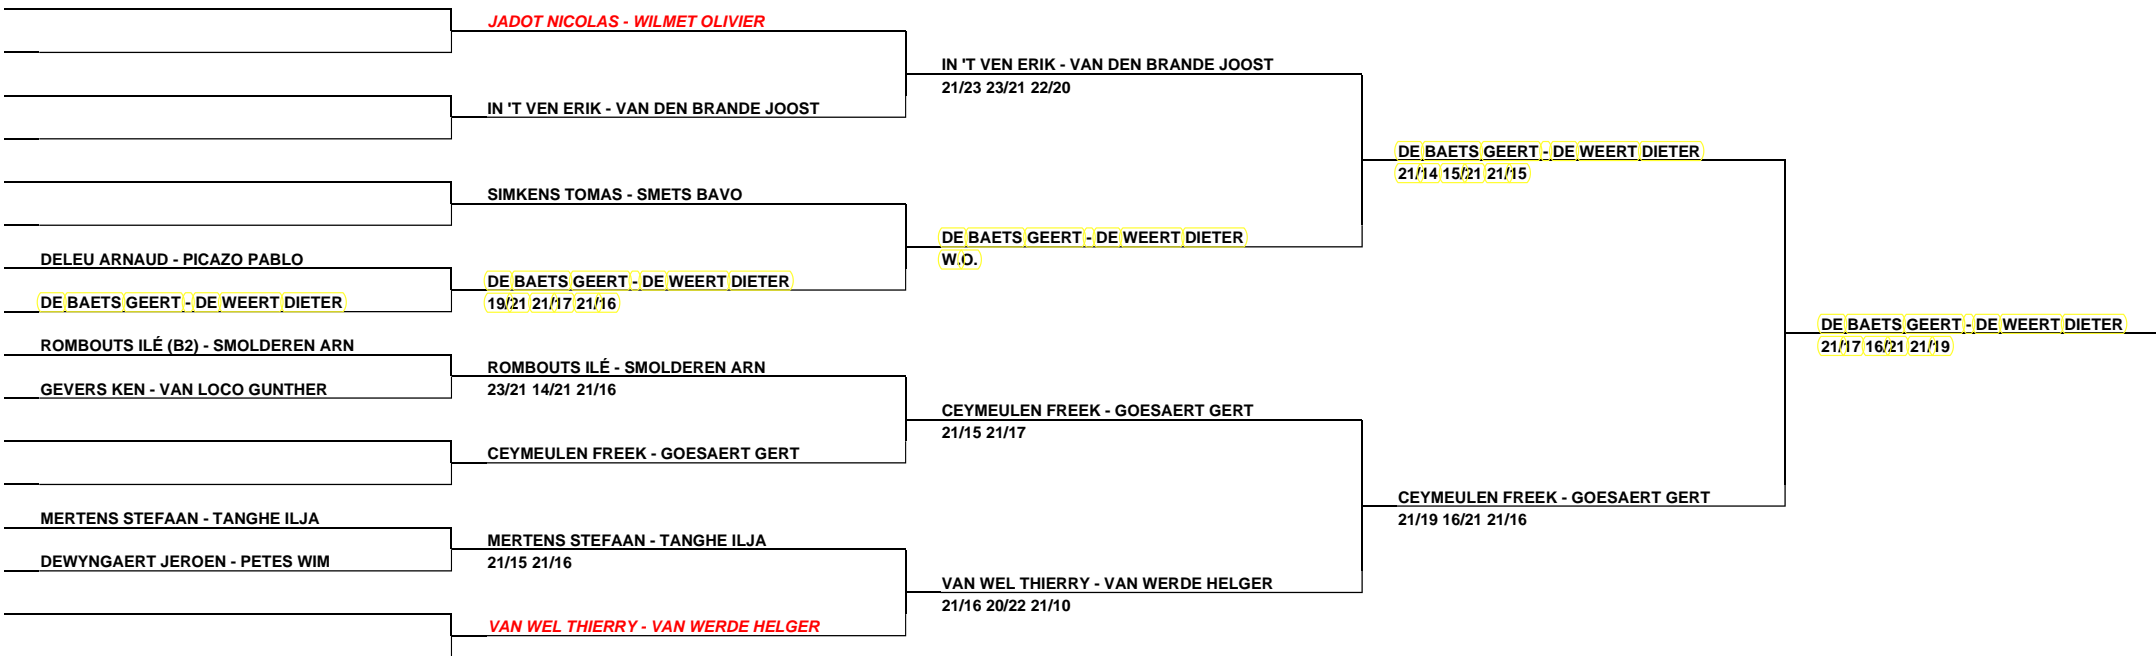 JADOT NICOLAS - WILMET OLIVIER
IN 'T VEN ERIK - VAN DEN BRANDE JOOST
21/23 23/21 22/20
IN 'T VEN ERIK - VAN DEN BRANDE JOOST
DE BAETS GEERT - DE WEERT DIETER
21/14 15/21 21/15
SIMKENS TOMAS - SMETS BAVO
DE BAETS GEERT - DE WEERT DIETER
W.O.
DELEU ARNAUD - PICAZO PABLO
DE BAETS GEERT - DE WEERT DIETER
19/21 21/17 21/16
DE BAETS GEERT - DE WEERT DIETER
DE BAETS GEERT - DE WEERT DIETER
21/17 16/21 21/19
ROMBOUTS ILÉ (B2) - SMOLDEREN ARN
ROMBOUTS ILÉ - SMOLDEREN ARN
23/21 14/21 21/16
GEVERS KEN - VAN LOCO GUNTHER
CEYMEULEN FREEK - GOESAERT GERT
21/15 21/17
CEYMEULEN FREEK - GOESAERT GERT
CEYMEULEN FREEK - GOESAERT GERT
21/19 16/21 21/16
MERTENS STEFAAN - TANGHE ILJA
MERTENS STEFAAN - TANGHE ILJA
21/15 21/16
DEWYNGAERT JEROEN - PETES WIM
VAN WEL THIERRY - VAN WERDE HELGER
21/16 20/22 21/10
VAN WEL THIERRY - VAN WERDE HELGER